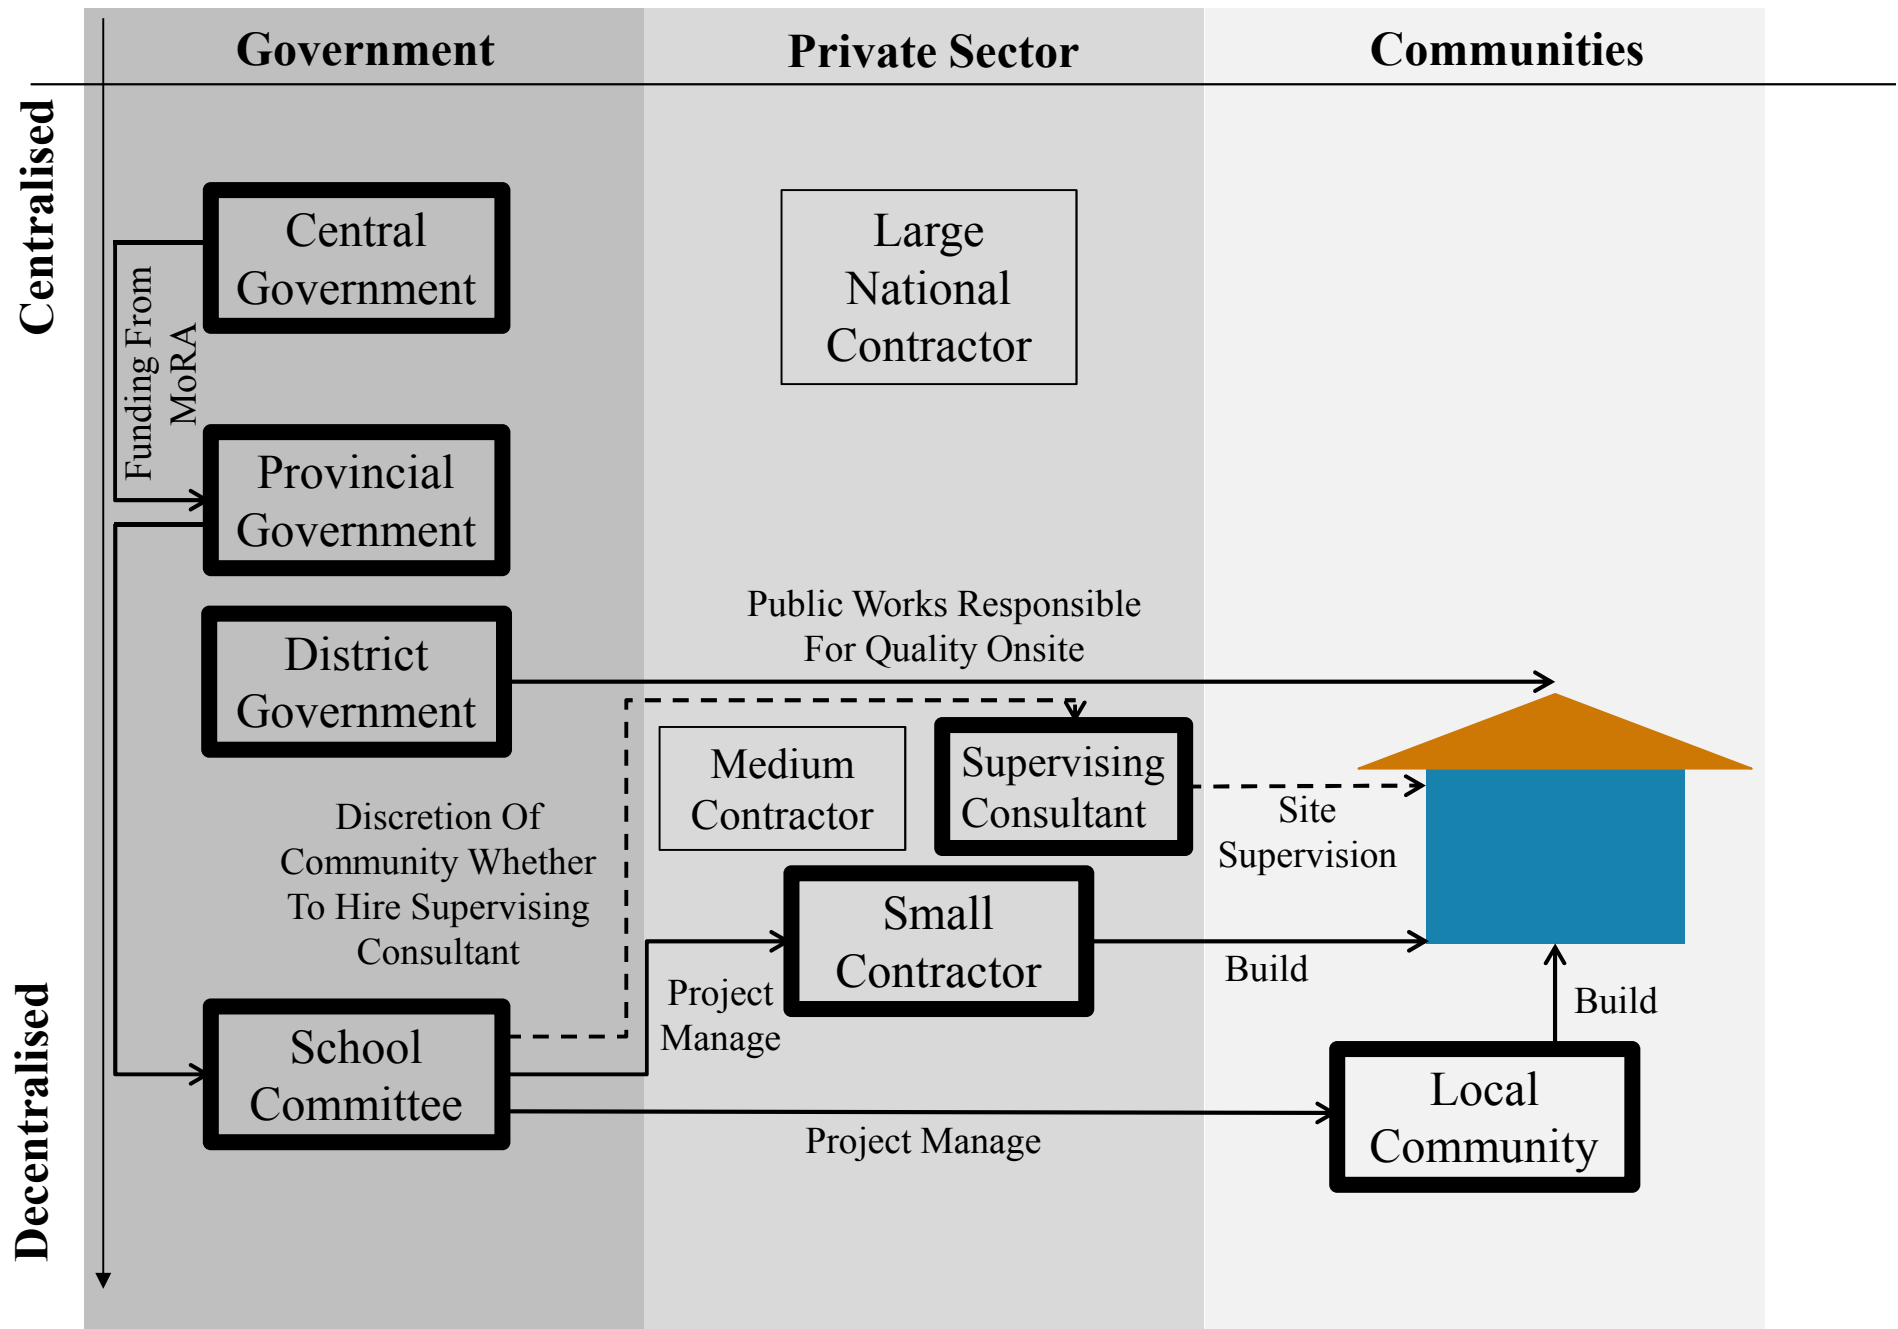 Government
Private Sector
Communities
Centralised
Decentralised
Central
Government
Large
National
Contractor
Funding From
MoRA
Provincial
Government
Public Works Responsible
For Quality Onsite
District
Government
Medium
Contractor
Supervising
Consultant
Site
Supervision
Discretion Of
Community Whether
To Hire Supervising
Consultant
Small
Contractor
Build
Project
Manage
Build
School
Committee
Project Manage
Local
Community